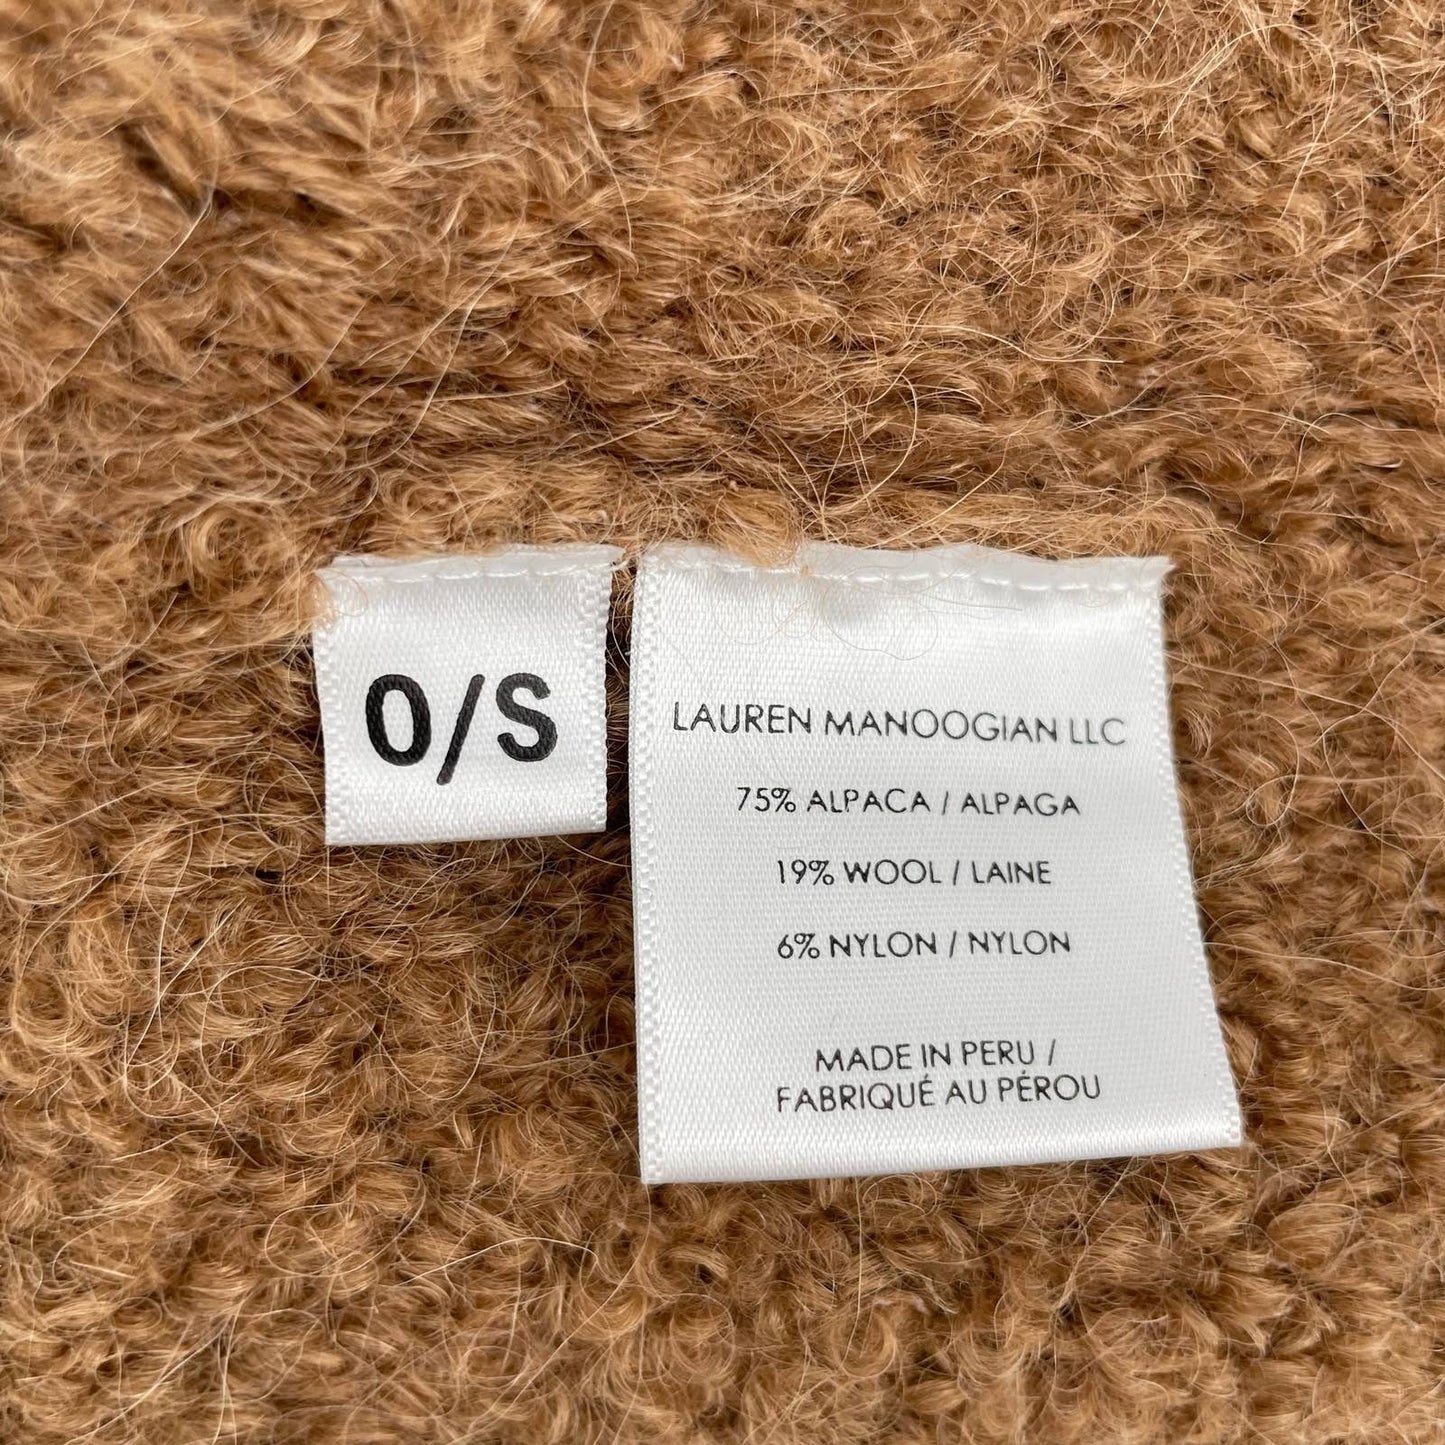 O/S
LAUREN MANOOGIAN LLC
75% ALPACA / ALPAGA
19% WOOL / LAINE
6% NYLON / NYLON
MADE IN PERU /
FABRIQUÉ AU PÉROU